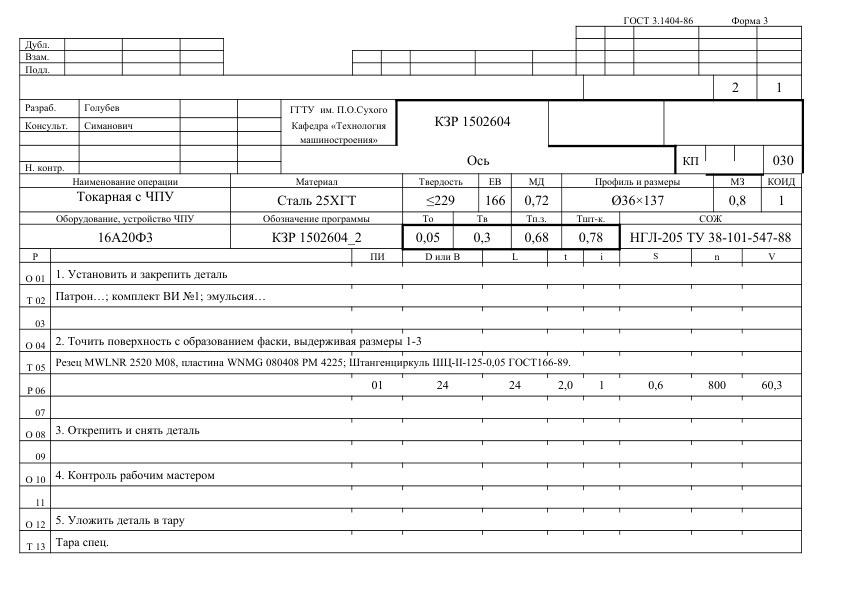 ГОСТ 3.1404-86 Форма 3
Дубл.
Взам.
Подл.
2 1
Разраб. Голубев ГГТУ им. П.О.Сухого КЗР 1502604
Консульт. Симанович Кафедра «Технология
машиностроения»
Н. контр. Ось КП 030
Наименование операции Материал Твердость ЕВ МД Профиль и размеры МЗ КОИД
Токарная с ЧПУ Сталь 25ХГТ ≤229 166 0,72 Ø36×137 0,8 1
Оборудование, устройство ЧПУ Обозначение программы То Тв Тп.з. Тшт-к. СОЖ
16А20Ф3 КЗР 1502604_2 0,05 0,3 0,68 0,78 НГЛ-205 ТУ 38-101-547-88
Р ПИ D или В L t i S n V
О 01 1. Установить и закрепить деталь
Т 02 Патрон…; комплект ВИ №1; эмульсия…
03
О 04 2. Точить поверхность с образованием фаски, выдерживая размеры 1-3
Т 05 Резец MWLNR 2520 M08, пластина WNMG 080408 PM 4225; Штангенциркуль ШЦ-II-125-0,05 ГОСТ166-89.
Р 06 01 24 24 2,0 1 0,6 800 60,3
07
О 08 3. Открепить и снять деталь
09
О 10 4. Контроль рабочим мастером
11
О 12 5. Уложить деталь в тару
Т 13 Тара спец.